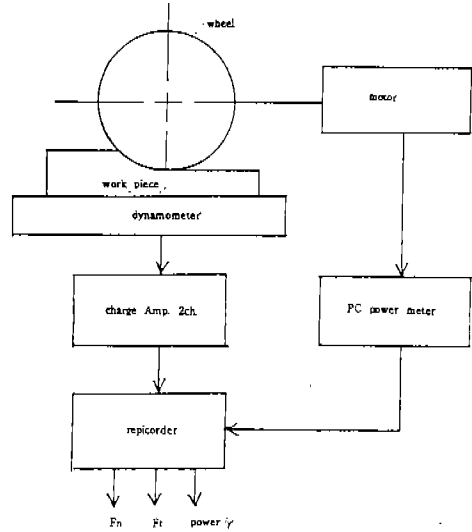 wheel
motor
work piece
dynamometer
charge Amp. 2ch.
PC power meter
repicorder
Fn Ft power